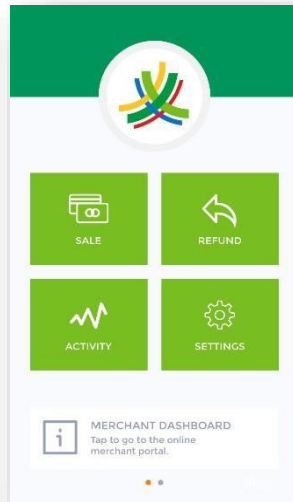 SALE
REFUND
ACTIVITY
SETTINGS
MERCHANT DASHBOARD
Tap to go to the online
merchant portal.